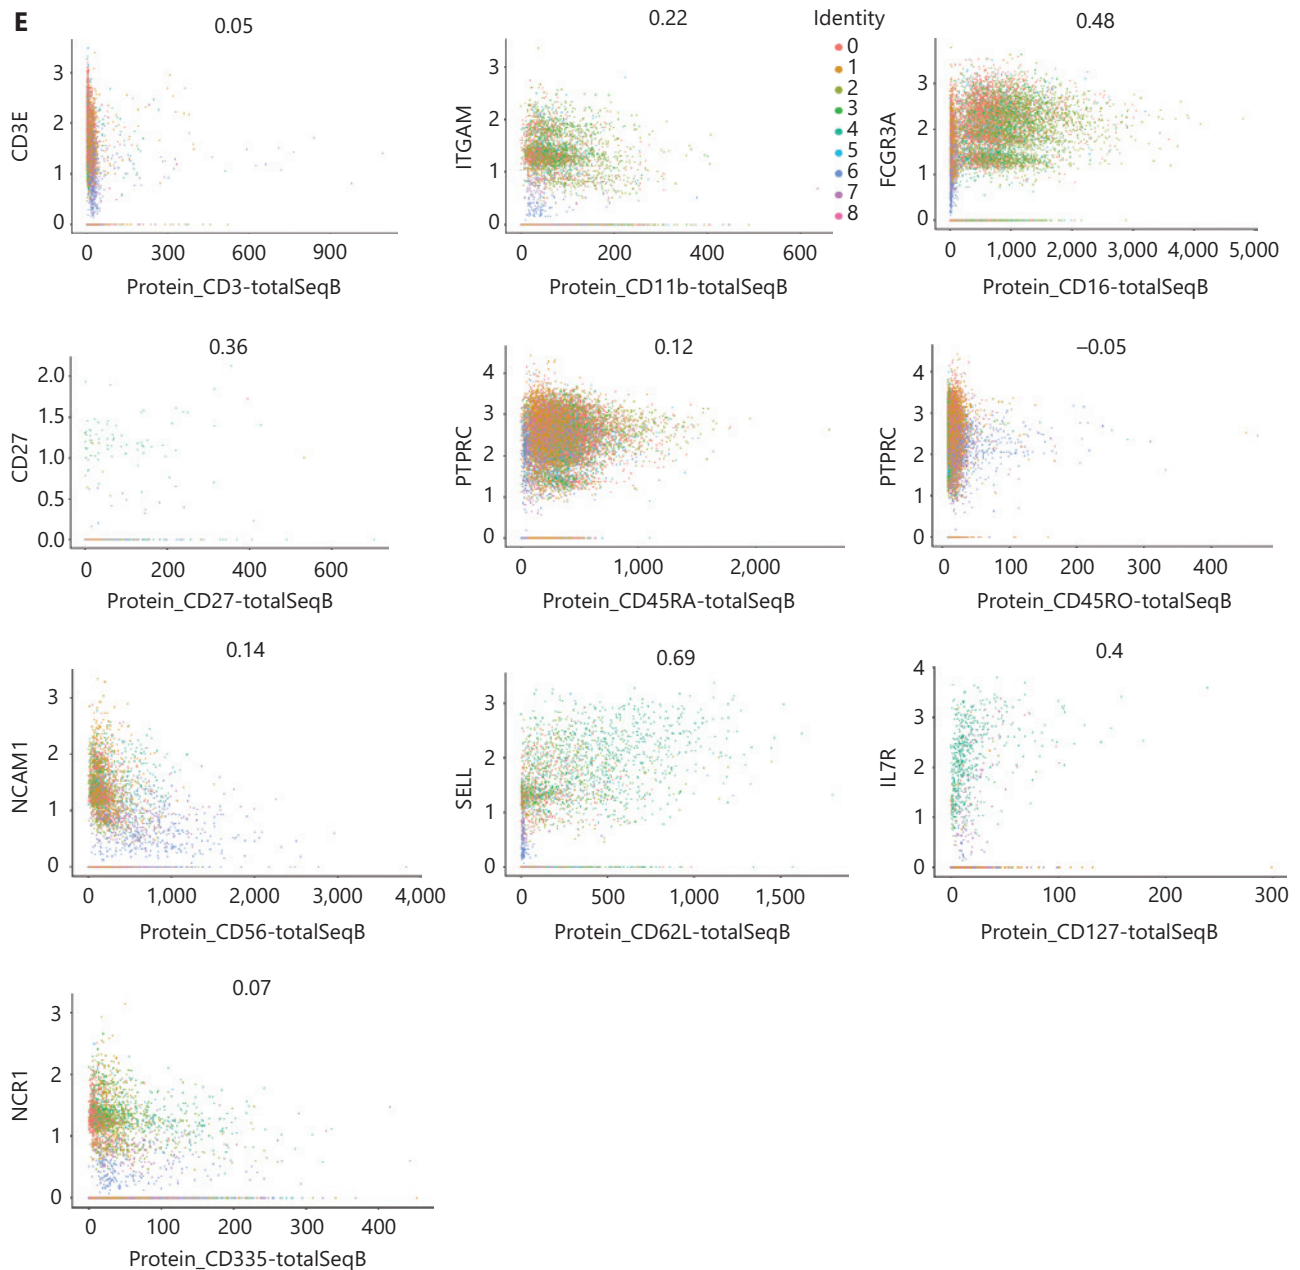 E
0.05
CD3E
3
2
1
0
0 300 600 900
Protein_CD3-totalSeqB
0.22
ITGAM
3
2
1
0
0 200 400 600
Protein_CD11b-totalSeqB
Identity
0
1
2
3
4
5
6
7
8
0.48
FCGR3A
3
2
1
0
0 1,000 2,000 3,000 4,000 5,000
Protein_CD16-totalSeqB
0.36
CD27
2.0
1.5
1.0
0.5
0.0
0 200 400 600
Protein_CD27-totalSeqB
0.12
PTPRC
4
3
2
1
0
0 1,000 2,000
Protein_CD45RA-totalSeqB
–0.05
PTPRC
4
3
2
1
0
0 100 200 300 400
Protein_CD45RO-totalSeqB
0.14
NCAM1
3
2
1
0
0 1,000 2,000 3,000 4,000
Protein_CD56-totalSeqB
0.69
SELL
3
2
1
0
0 500 1,000 1,500
Protein_CD62L-totalSeqB
0.4
IL7R
4
3
2
1
0
0 100 200 300
Protein_CD127-totalSeqB
0.07
NCR1
3
2
1
0
0 100 200 300 400
Protein_CD335-totalSeqB